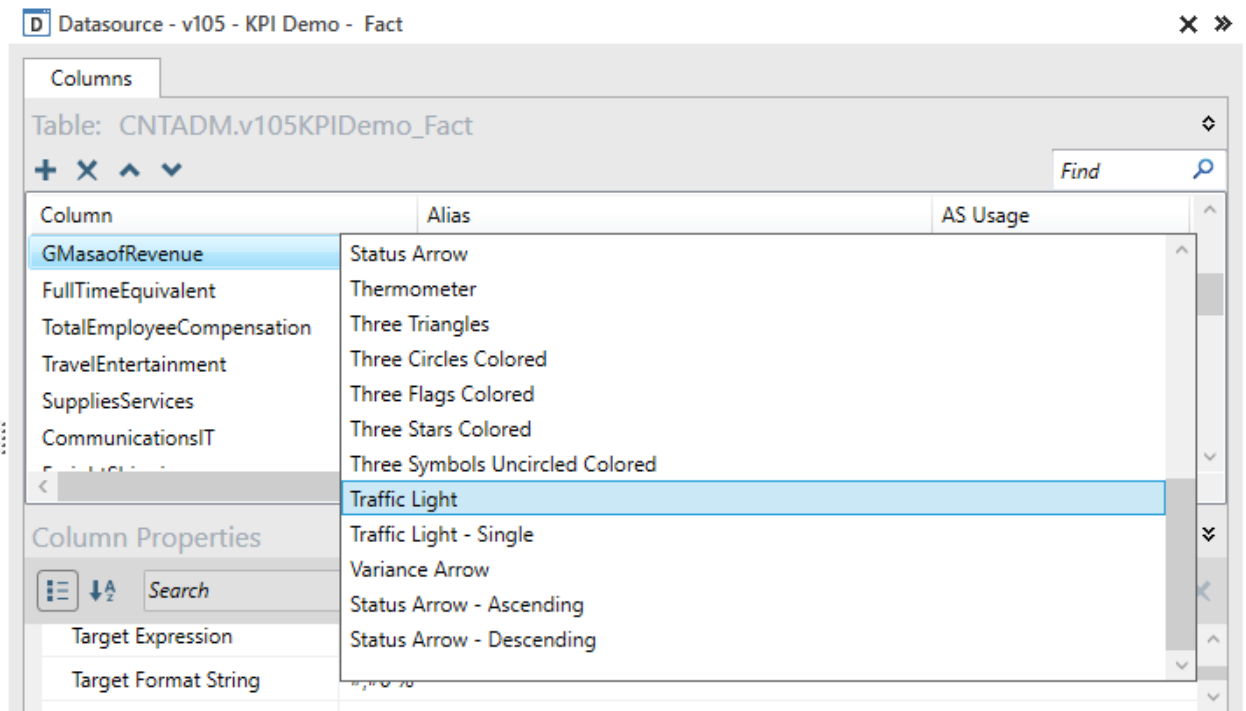 D Datasource - v105 - KPI Demo - Fact
Columns
Table: CNTADM.v105KPIDemo_Fact
Find
Column Alias AS Usage
GMasaofRevenue
FullTimeEquivalent
TotalEmployeeCompensation
TravelEntertainment
SuppliesServices
CommunicationsIT
Status Arrow
Thermometer
Three Triangles
Three Circles Colored
Three Flags Colored
Three Stars Colored
Three Symbols Uncircled Colored
Traffic Light
Traffic Light - Single
Variance Arrow
Status Arrow - Ascending
Status Arrow - Descending
Column Properties
Search
Target Expression
Target Format String